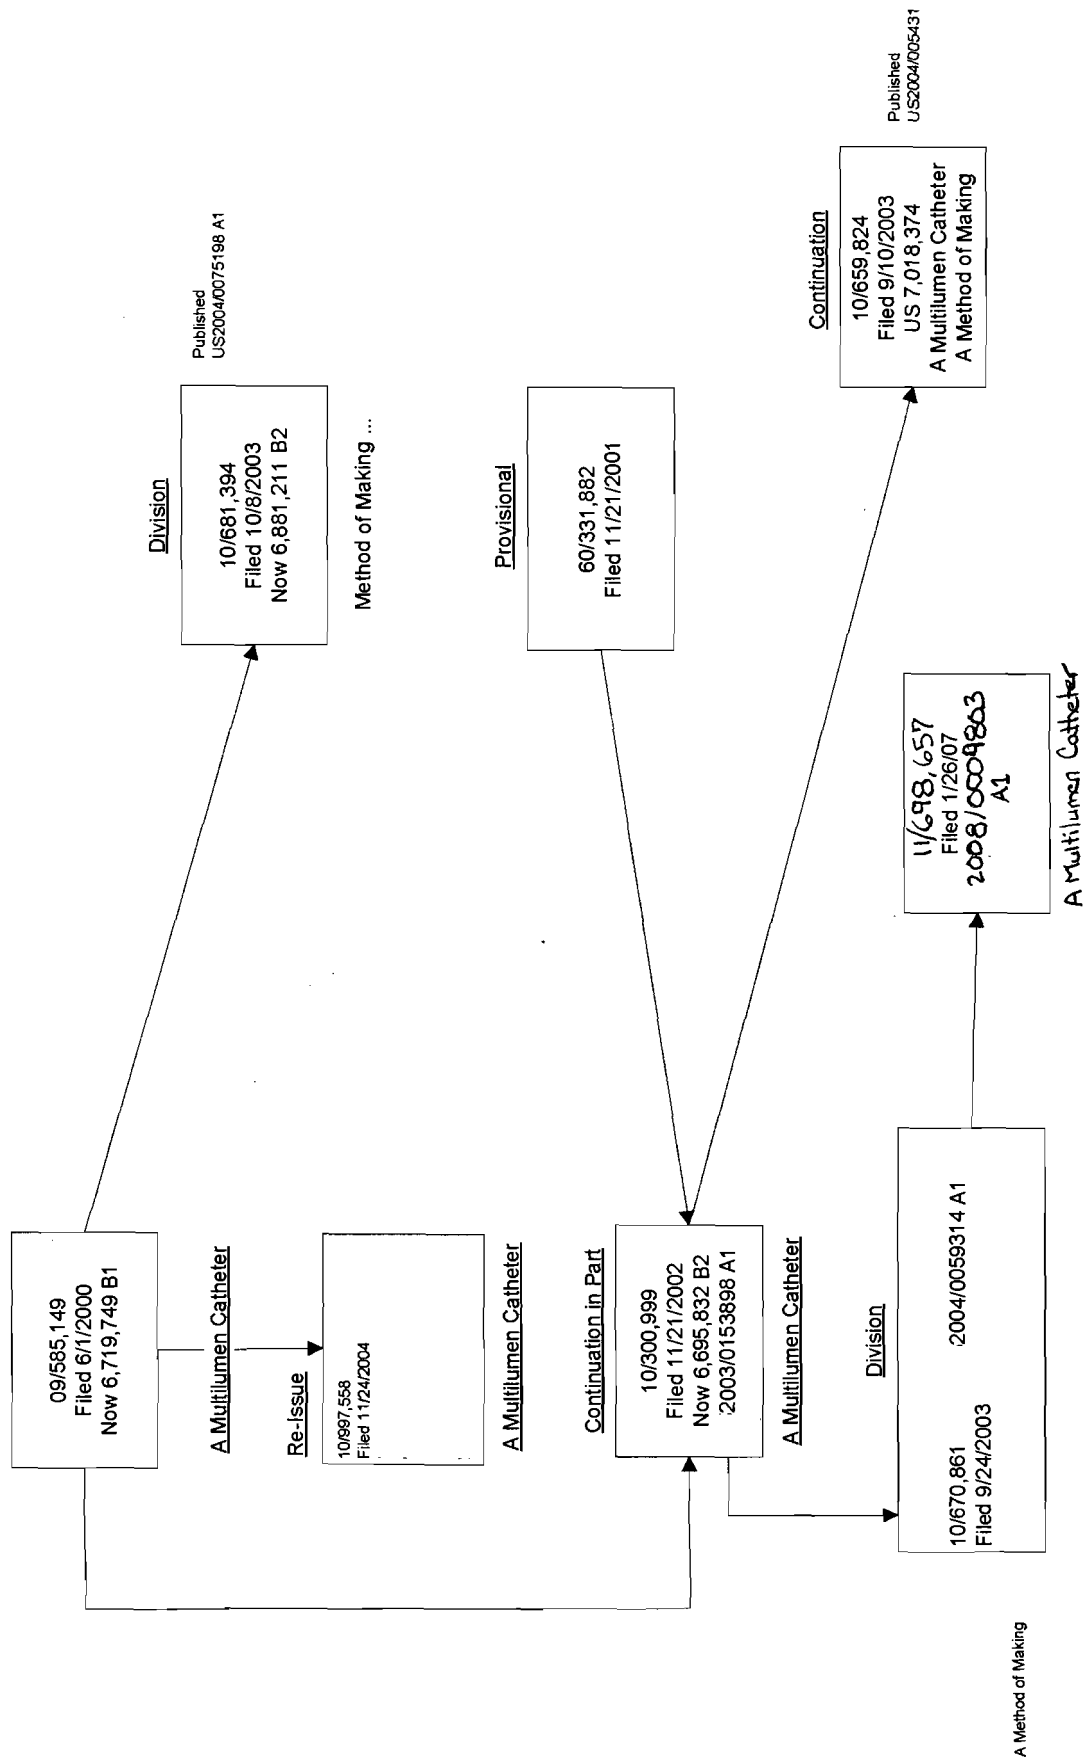 09/585,149
Filed 6/1/2000
Now 6,719,749 B1
A Multilumen Catheter
Re-Issue
10/997,558
Filed 11/24/2004
A Multilumen Catheter
Division
10/681,394
Filed 10/8/2003
Now 6,881,211 B2
Method of Making ...
Published
US2004/0075198 A1
Provisional
60/331,882
Filed 11/21/2001
Continuation in Part
10/300,999
Filed 11/21/2002
Now 6,695,832 B2
2003/0153898 A1
A Multilumen Catheter
Continuation
10/659,824
Filed 9/10/2003
US 7,018,374
A Multilumen Catheter
A Method of Making
Published
US2004/005431
Division
10/670,861
Filed 9/24/2003
2004/0059314 A1
A Method of Making
11/698,657
Filed 1/26/07
2008/0009803
A1
A Multilumen Catheter